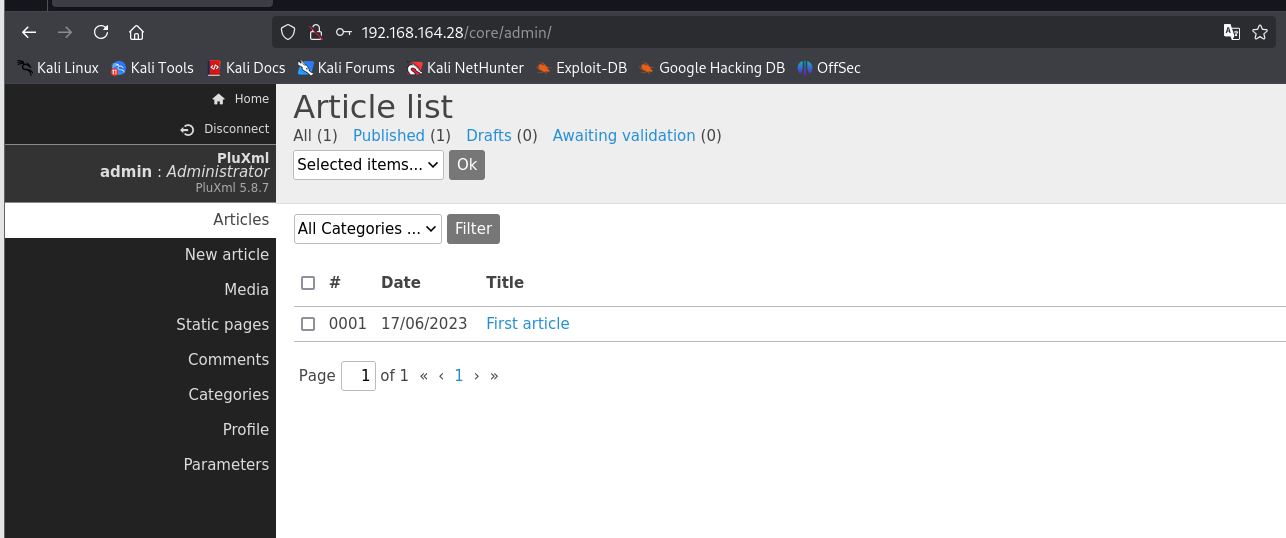 192.168.164.28/core/admin/
Kali Linux Kali Tools Kali Docs Kali Forums Kali NetHunter Exploit-DB Google Hacking DB OffSec
Home
Disconnect
PluXml
admin : Administrator
PluXml 5.8.7
Articles
New article
Media
Static pages
Comments
Categories
Profile
Parameters
Article list
All (1) Published (1) Drafts (0) Awaiting validation (0)
Selected items... Ok
All Categories ... Filter
# Date Title
0001 17/06/2023 First article
Page 1 of 1 « ‹ 1 › »